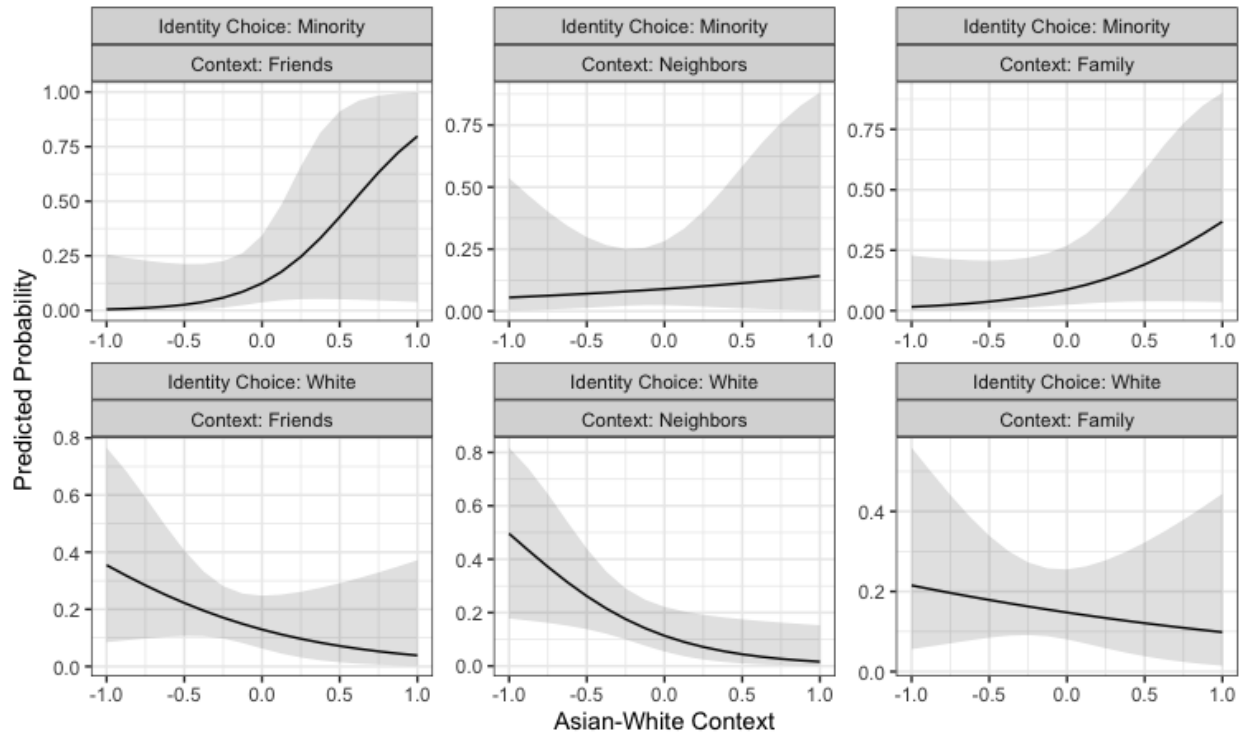 Identity Choice: Minority
Context: Friends
1.00
0.75
0.50
0.25
0.00
-1.0 -0.5 0.0 0.5 1.0
Identity Choice: Minority
Context: Neighbors
0.75
0.50
0.25
0.00
-1.0 -0.5 0.0 0.5 1.0
Identity Choice: Minority
Context: Family
0.75
0.50
0.25
0.00
-1.0 -0.5 0.0 0.5 1.0
Predicted Probability
Identity Choice: White
Context: Friends
0.8
0.6
0.4
0.2
0.0
-1.0 -0.5 0.0 0.5 1.0
Identity Choice: White
Context: Neighbors
0.8
0.6
0.4
0.2
0.0
-1.0 -0.5 0.0 0.5 1.0
Identity Choice: White
Context: Family
0.4
0.2
0.0
-1.0 -0.5 0.0 0.5 1.0
Asian-White Context